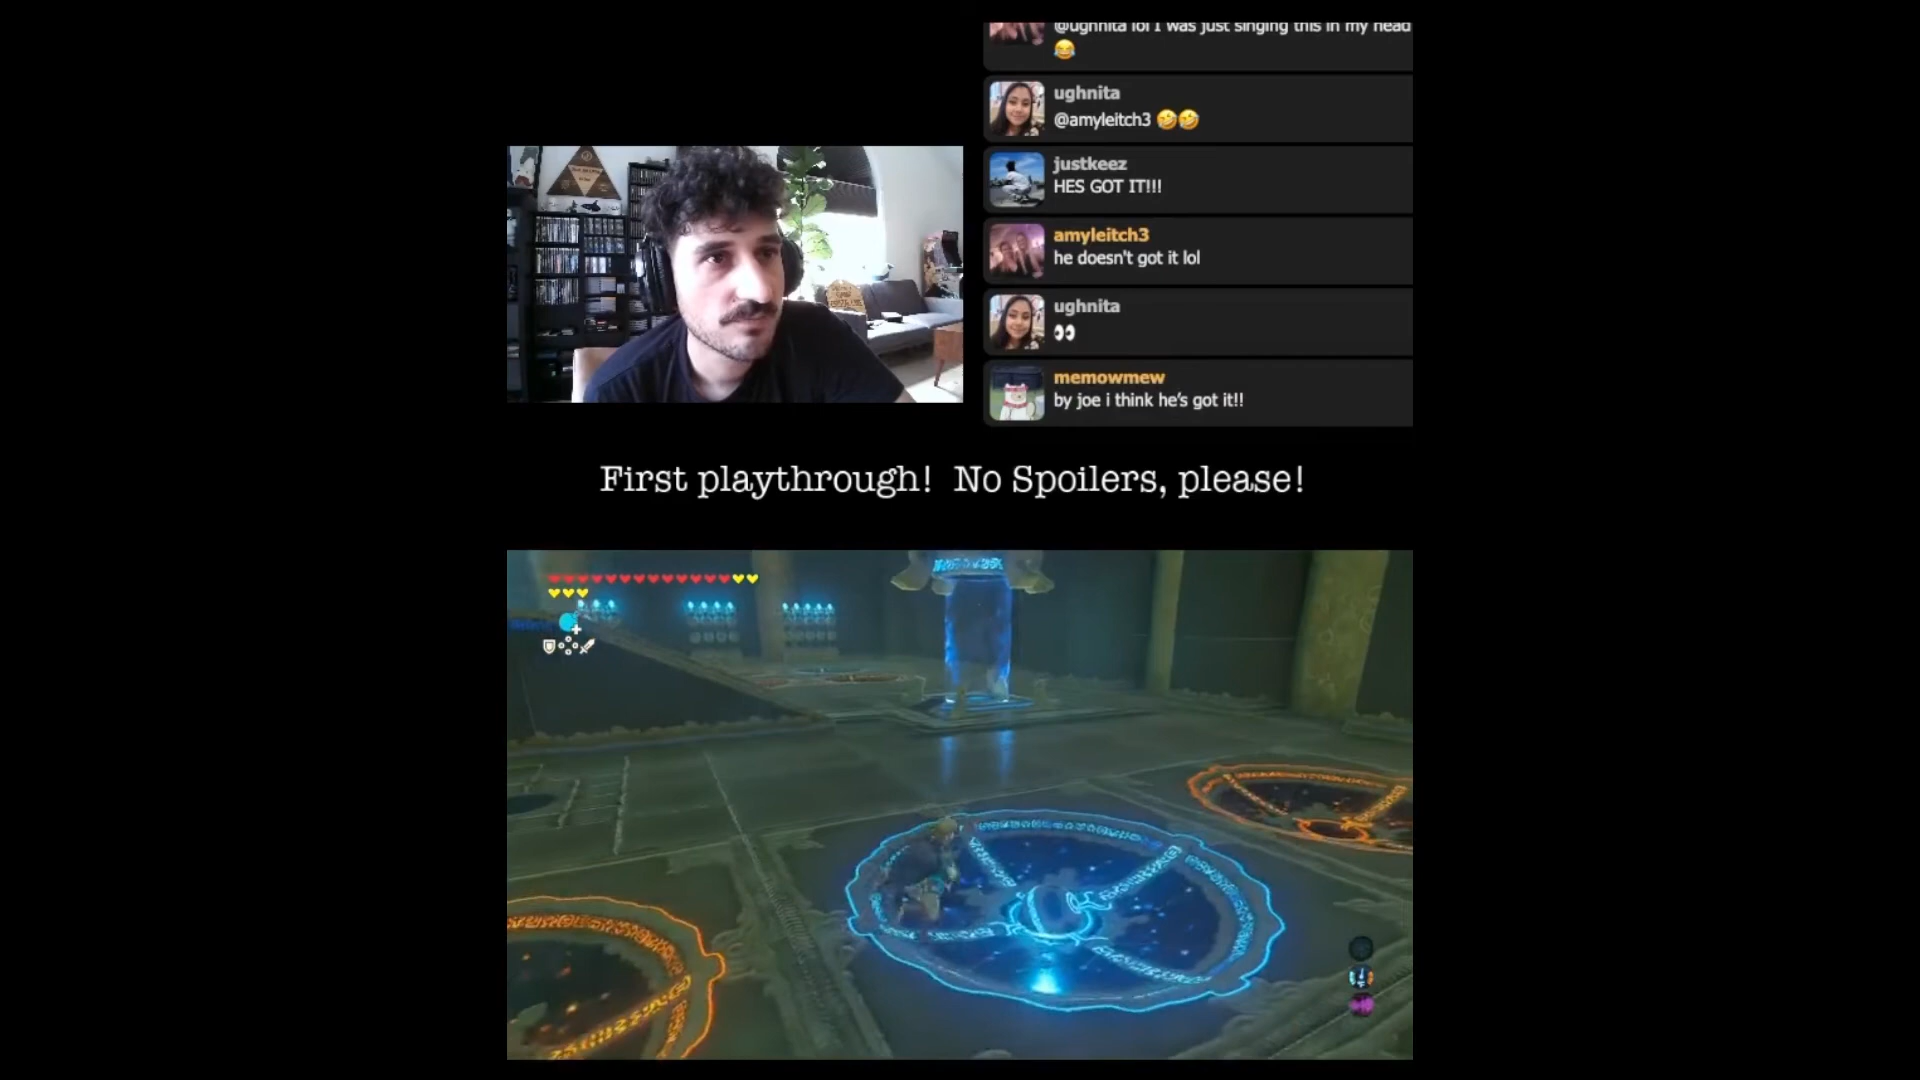 @ughnita lol I was just singing this in my head
😂
ughnita
@amyleitch3 🤣🤣
justkeez
HES GOT IT!!!
amyleitch3
he doesn't got it lol
ughnita
👀
memowmew
by joe i think he's got it!!
First playthrough! No Spoilers, please!